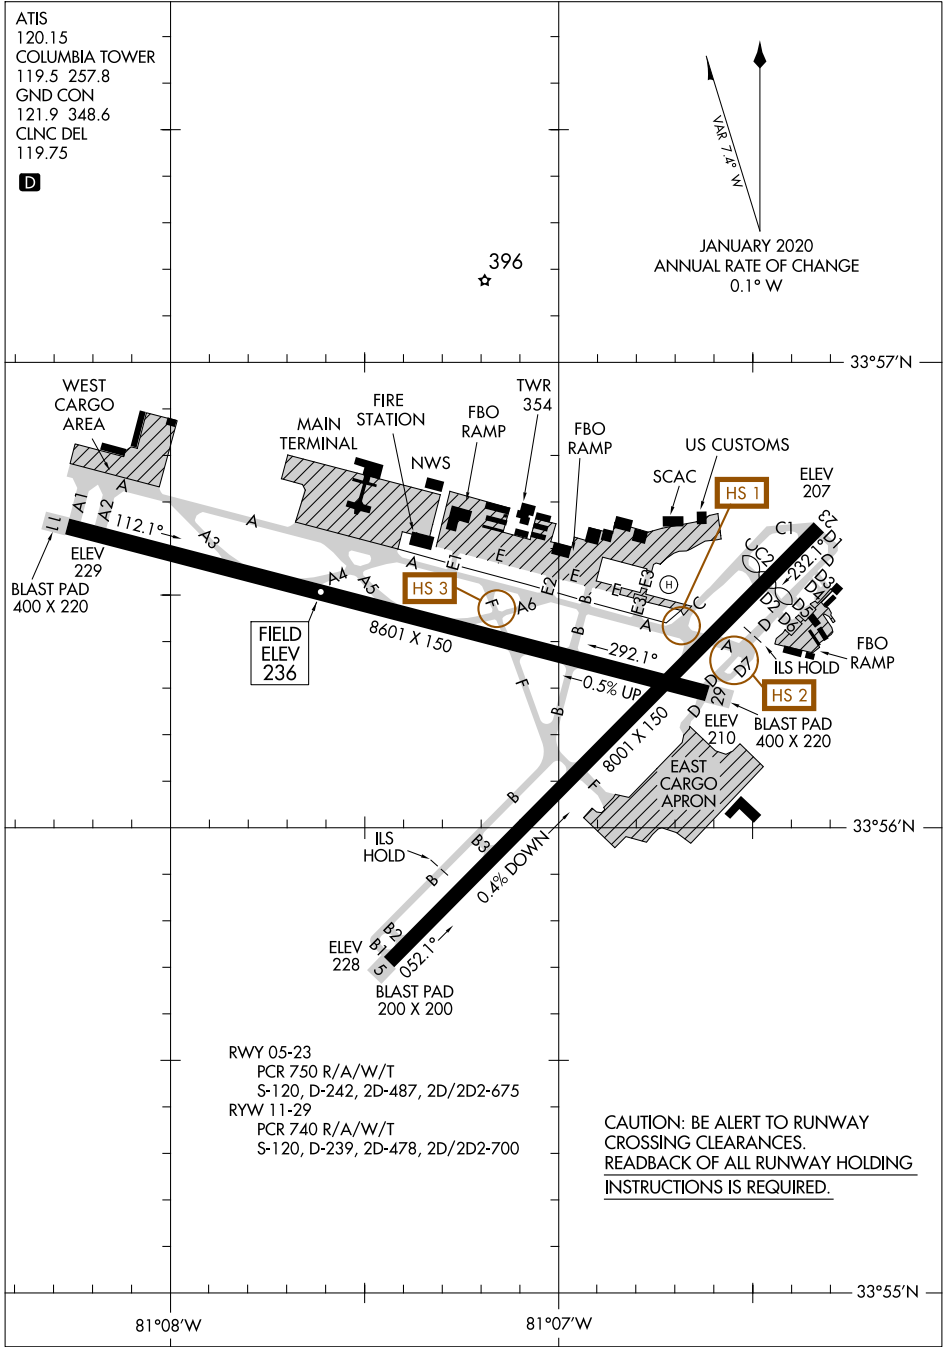 ATIS
120.15
COLUMBIA TOWER
119.5 257.8
GND CON
121.9 348.6
CLNC DEL
119.75
D
VAR 7.4° W
JANUARY 2020
ANNUAL RATE OF CHANGE
0.1° W
396
33°57'N
WEST
CARGO
AREA
MAIN
TERMINAL
FIRE
STATION
NWS
FBO
RAMP
TWR
354
FBO
RAMP
SCAC
US CUSTOMS
HS 1
ELEV
207
23
A
A1
A2
11
112.1°
A3
A
ELEV
229
BLAST PAD
400 X 220
A4
A5
A
HS 3
E1
E
E2
E
E
E3
E3
H
F
A6
B
A
C
C
C2
C1
232.1°
D1
D
D3
D4
D5
D2
D6
D
ILS HOLD
FBO
RAMP
FIELD
ELEV
236
8601 X 150
292.1°
0.5% UP
A
D7
D
HS 2
29
D
ELEV
210
BLAST PAD
400 X 220
F
B
B
8001 X 150
EAST
CARGO
APRON
F
B
33°56'N
ILS
HOLD
B3
B
0.4% DOWN
B2
B1
ELEV
228
5
052.1°
BLAST PAD
200 X 200
RWY 05-23
PCR 750 R/A/W/T
S-120, D-242, 2D-487, 2D/2D2-675
RYW 11-29
PCR 740 R/A/W/T
S-120, D-239, 2D-478, 2D/2D2-700
CAUTION: BE ALERT TO RUNWAY
CROSSING CLEARANCES.
READBACK OF ALL RUNWAY HOLDING
INSTRUCTIONS IS REQUIRED.
33°55'N
81°08'W
81°07'W